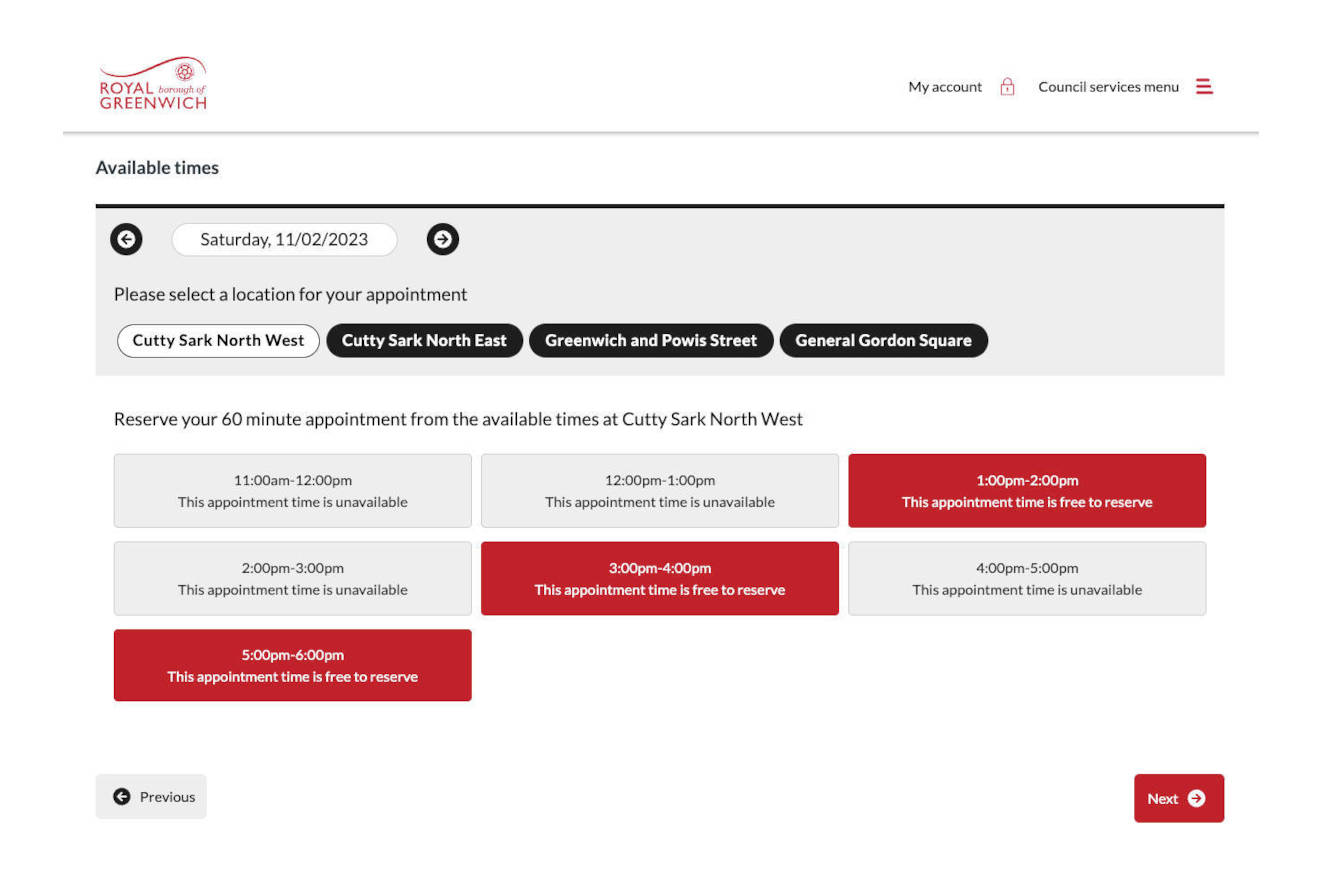 ROYAL borough of
GREENWICH
My account
Council services menu
Available times
Saturday, 11/02/2023
Please select a location for your appointment
Cutty Sark North West
Cutty Sark North East
Greenwich and Powis Street
General Gordon Square
Reserve your 60 minute appointment from the available times at Cutty Sark North West
11:00am-12:00pm
This appointment time is unavailable
12:00pm-1:00pm
This appointment time is unavailable
1:00pm-2:00pm
This appointment time is free to reserve
2:00pm-3:00pm
This appointment time is unavailable
3:00pm-4:00pm
This appointment time is free to reserve
4:00pm-5:00pm
This appointment time is unavailable
5:00pm-6:00pm
This appointment time is free to reserve
Previous
Next